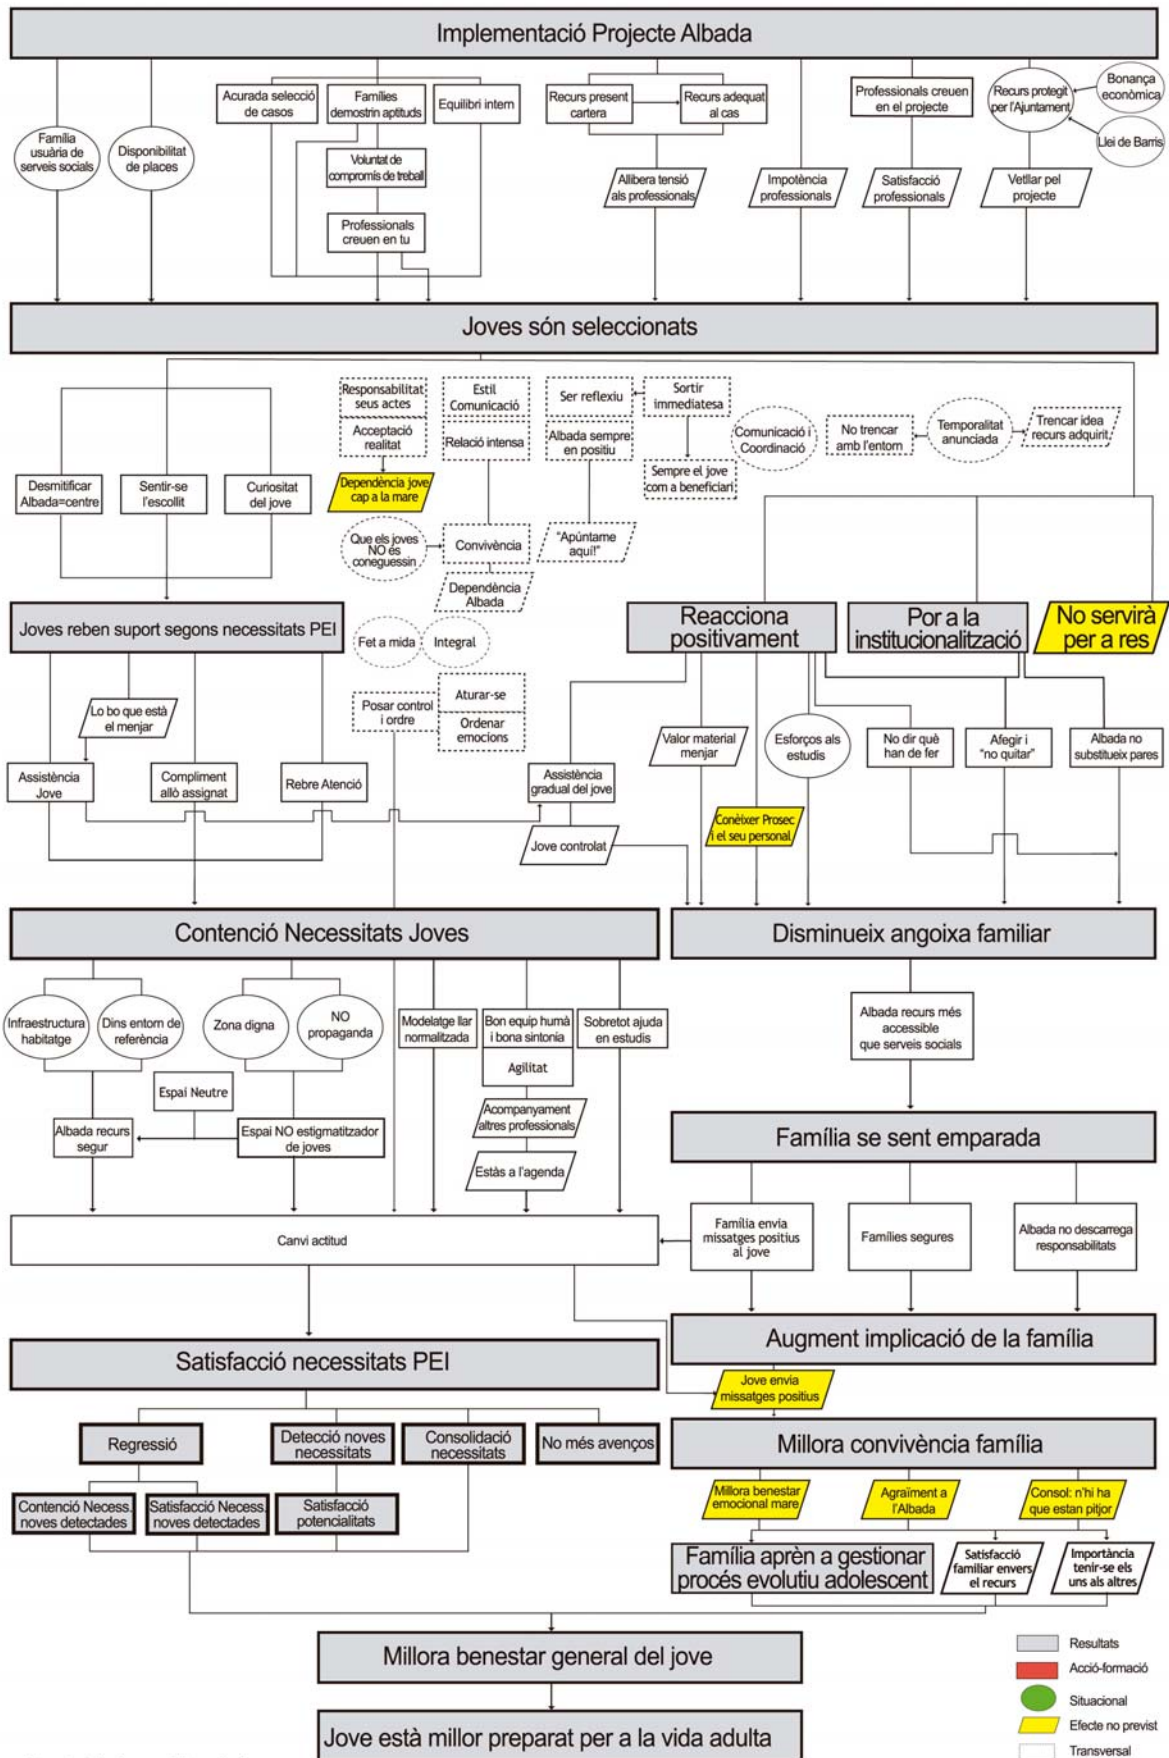 Implementació Projecte Albada
Família
usuària de
serveis socials
Disponibilitat
de places
Acurada selecció
de casos
Famílies
demostrin aptituds
Equilibri intern
Voluntat de
compromís de treball
Professionals
creuen en tu
Recurs present
cartera
Recurs adequat
al cas
Allibera tensió
als professionals
Impotència
professionals
Professionals creuen
en el projecte
Satisfacció
professionals
Recurs protegit
per l'Ajuntament
Bonança
econòmica
Llei de Barris
Vetllar pel
projecte
Joves són seleccionats
Desmitificar
Albada=centre
Sentir-se
l'escollit
Curiositat
del jove
Responsabilitat
seus actes
Acceptació
realitat
Dependència jove
cap a la mare
Estil
Comunicació
Relació intensa
Que els joves
NO és
coneguessin
Convivència
Dependència
Albada
Ser reflexiu
Albada sempre
en positiu
"Apúntame
aquí!"
Sortir
immediatesa
Sempre el jove
com a beneficiari
Comunicació i
Coordinació
No trencar
amb l'entorn
Temporalitat
anunciada
Trencar idea
recurs adquirit
Joves reben suport segons necessitats PEI
Fet a mida
Integral
Reacciona
positivament
Por a la
institucionalització
No servirà
per a res
Lo bo que està
el menjar
Assistència
Jove
Compliment
allò assignat
Rebre Atenció
Posar control
i ordre
Aturar-se
Ordenar
emocions
Assistència
gradual del jove
Jove controlat
Valor material
menjar
Conèixer Prosec
i el seu personal
Esforços als
estudis
No dir què
han de fer
Afegir i
"no quitar"
Albada no
substitueix pares
Contenció Necessitats Joves
Disminueix angoixa familiar
Infraestructura
habitatge
Dins entorn de
referència
Zona digna
NO
propaganda
Modelatge llar
normalitzada
Bon equip humà
i bona sintonia
Agilitat
Sobretot ajuda
en estudis
Acompanyament
altres professionals
Estàs a l'agenda
Espai Neutre
Albada recurs
segur
Espai NO estigmatitzador
de joves
Albada recurs més
accessible
que serveis socials
Família se sent emparada
Canvi actitud
Família envia
missatges positius
al jove
Famílies segures
Albada no descarrega
responsabilitats
Augment implicació de la família
Satisfacció necessitats PEI
Jove envia
missatges positius
Regressió
Detecció noves
necessitats
Consolidació
necessitats
No més avenços
Millora convivència família
Contenció Necess.
noves detectades
Satisfacció Necess.
noves detectades
Satisfacció
potencialitats
Millora benestar
emocional mare
Agraïment a
l'Albada
Consol: n'hi ha
que estan pitjor
Família aprèn a gestionar
procés evolutiu adolescent
Satisfacció
familiar envers
el recurs
Importància
tenir-se els
uns als altres
Millora benestar general del jove
Jove està millor preparat per a la vida adulta
Resultats
Acció-formació
Situacional
Efecte no previst
Transversal